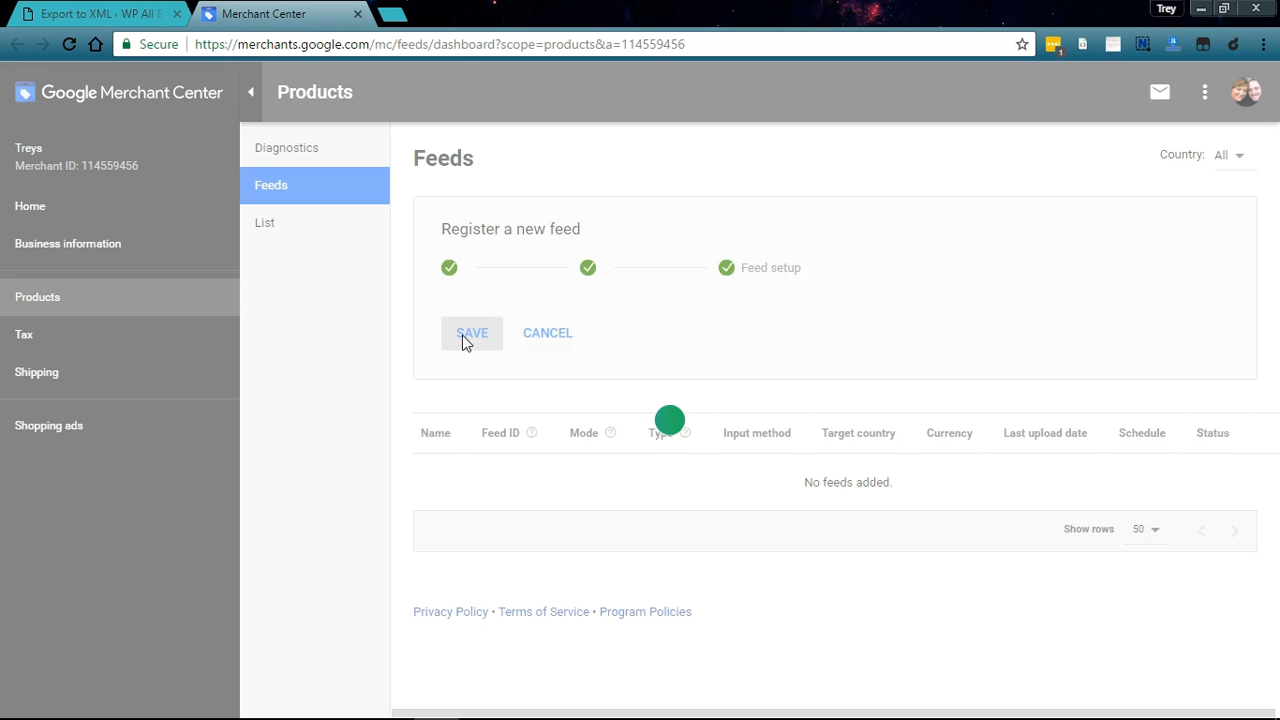 Export to XML ‹ WP All E
Merchant Center
Trey
Secure
https://merchants.google.com/mc/feeds/dashboard?scope=products&a=114559456
1
Google Merchant Center
Products
Treys
Merchant ID: 114559456
Home
Business information
Products
Tax
Shipping
Shopping ads
Diagnostics
Feeds
List
Feeds
Country: All
Register a new feed
Feed setup
SAVE CANCEL
Name Feed ID ? Mode ? Type ? Input method Target country Currency Last upload date Schedule Status
No feeds added.
Show rows 50
Privacy Policy • Terms of Service • Program Policies